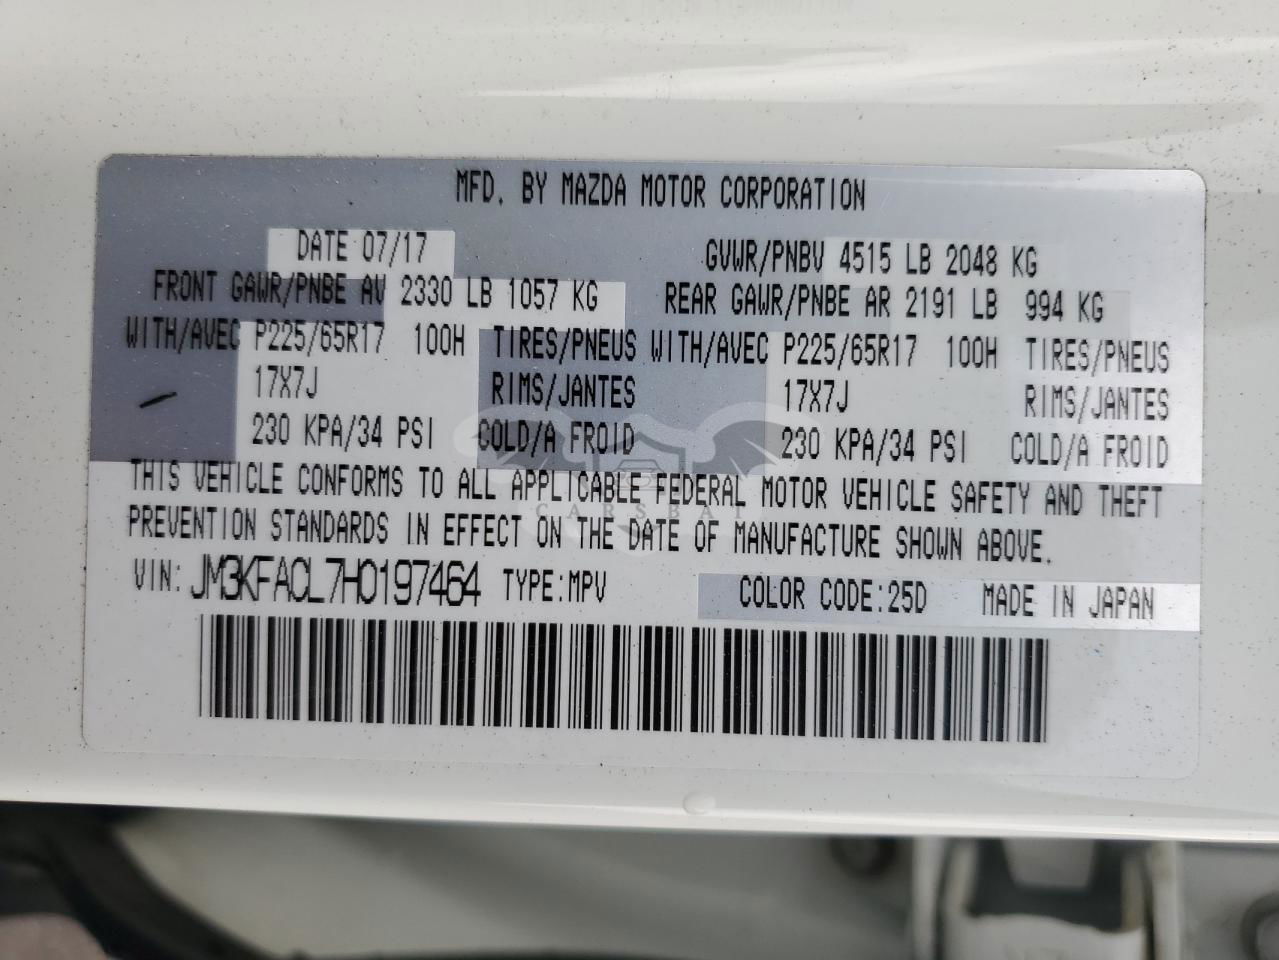 MFD. BY MAZDA MOTOR CORPORATION
DATE 07/17 GVWR/PNBV 4515 LB 2048 KG
FRONT GAWR/PNBE AV 2330 LB 1057 KG REAR GAWR/PNBE AR 2191 LB 994 KG
WITH/AVEC P225/65R17 100H TIRES/PNEUS WITH/AVEC P225/65R17 100H TIRES/PNEUS
17X7J RIMS/JANTES 17X7J RIMS/JANTES
230 KPA/34 PSI COLD/A FROID 230 KPA/34 PSI COLD/A FROID
THIS VEHICLE CONFORMS TO ALL APPLICABLE FEDERAL MOTOR VEHICLE SAFETY AND THEFT
CARSBAT
PREVENTION STANDARDS IN EFFECT ON THE DATE OF MANUFACTURE SHOWN ABOVE.
VIN: JM3KFACL7H0197464 TYPE:MPV COLOR CODE:25D MADE IN JAPAN